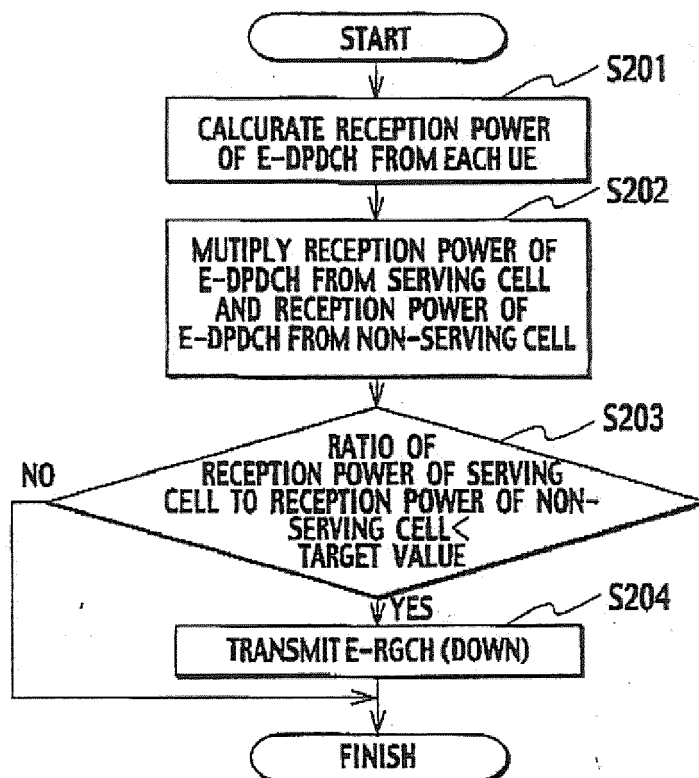 START
S201
CALCURATE RECEPTION POWER
OF E-DPDCH FROM EACH UE
S202
MUTIPLY RECEPTION POWER OF
E-DPDCH FROM SERVING CELL
AND RECEPTION POWER OF
E-DPDCH FROM NON-SERVING CELL
S203
RATIO OF
RECEPTION POWER OF SERVING
CELL TO RECEPTION POWER OF NON-
SERVING CELL<
TARGET VALUE
NO
YES
S204
TRANSMIT E-RGCH (DOWN)
FINISH